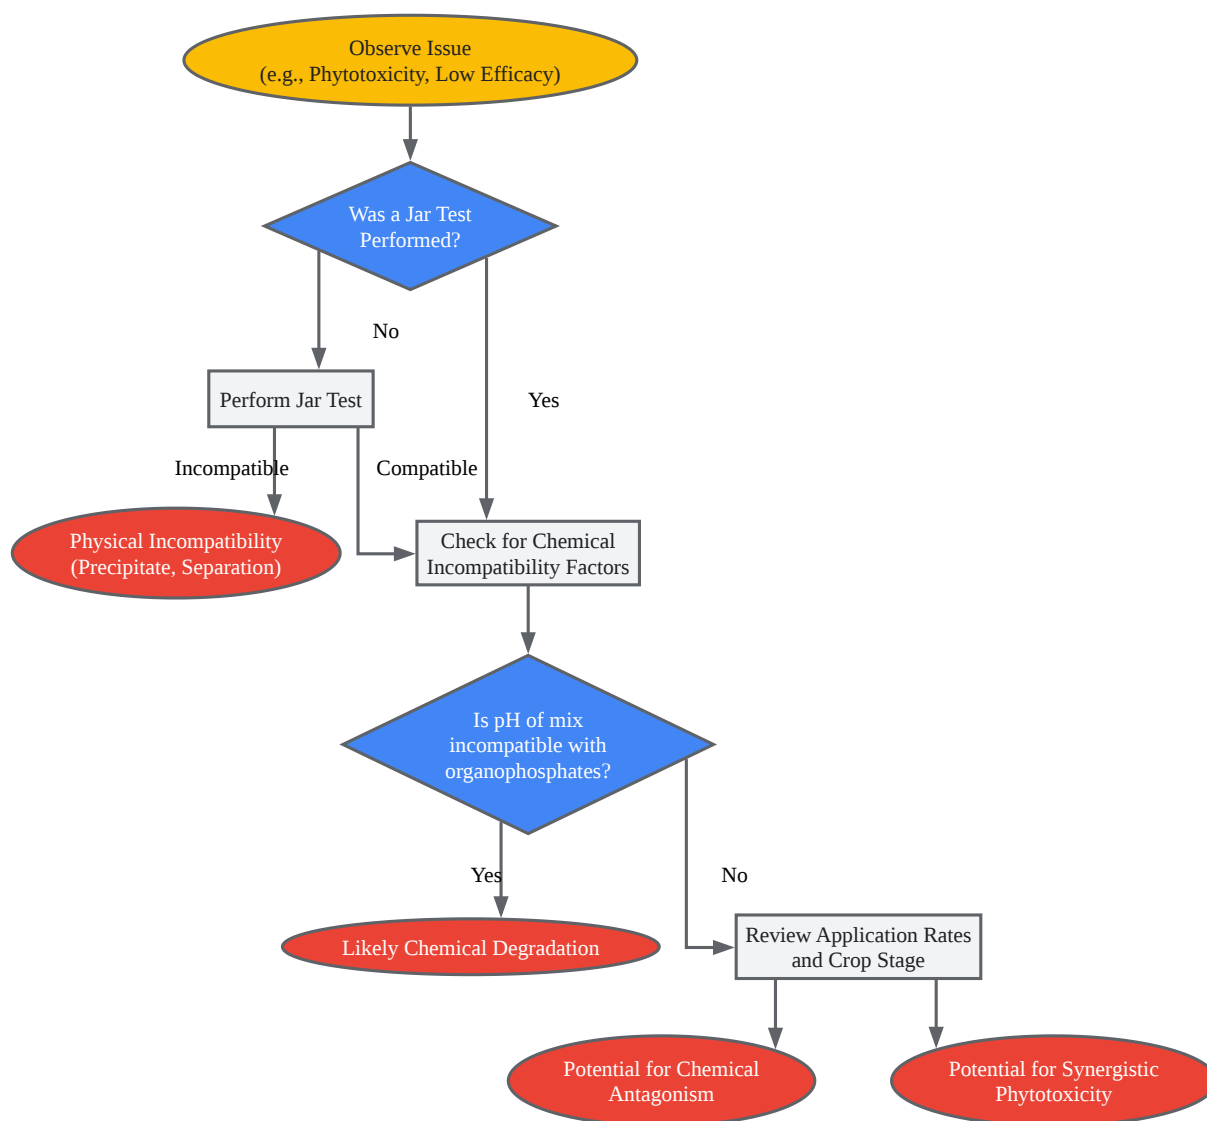 Observe Issue
(e.g., Phytotoxicity, Low Efficacy)
Was a Jar Test
Performed?
No
Yes
Perform Jar Test
Incompatible
Compatible
Physical Incompatibility
(Precipitate, Separation)
Check for Chemical
Incompatibility Factors
Is pH of mix
incompatible with
organophosphates?
Yes
No
Likely Chemical Degradation
Review Application Rates
and Crop Stage
Potential for Chemical
Antagonism
Potential for Synergistic
Phytotoxicity